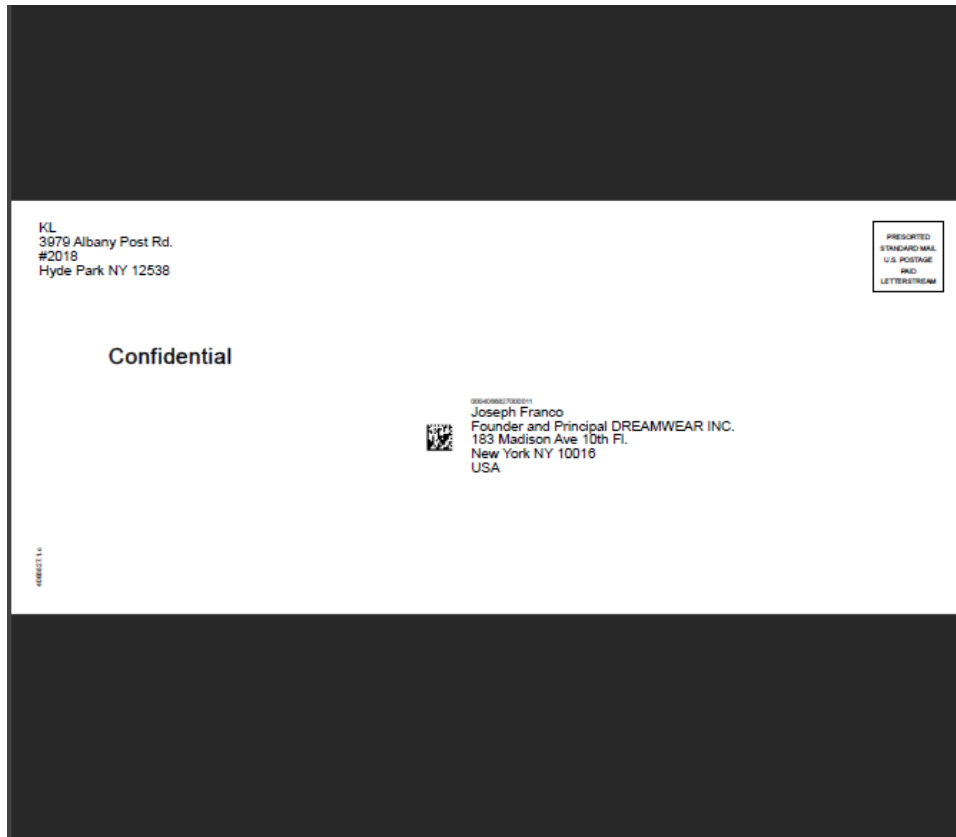 KL
3979 Albany Post Rd.
#2018
Hyde Park NY 12538
PRESORTED
STANDARD MAIL
U.S. POSTAGE
PAID
LETTERSTREAM
Confidential
Joseph Franco
Founder and Principal DREAMWEAR INC.
183 Madison Ave 10th Fl.
New York NY 10016
USA